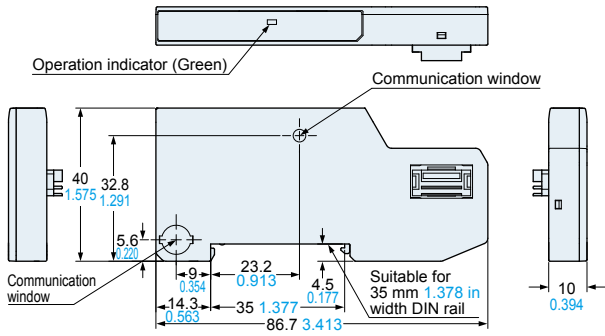 Operation indicator (Green)
Communication window
40
1.575
32.8
1.291
5.6
0.220
Communication
window
9
0.354
23.2
0.913
4.5
0.177
Suitable for
35 mm 1.378 in
width DIN rail
14.3
0.563
35 1.377
86.7 3.413
10
0.394